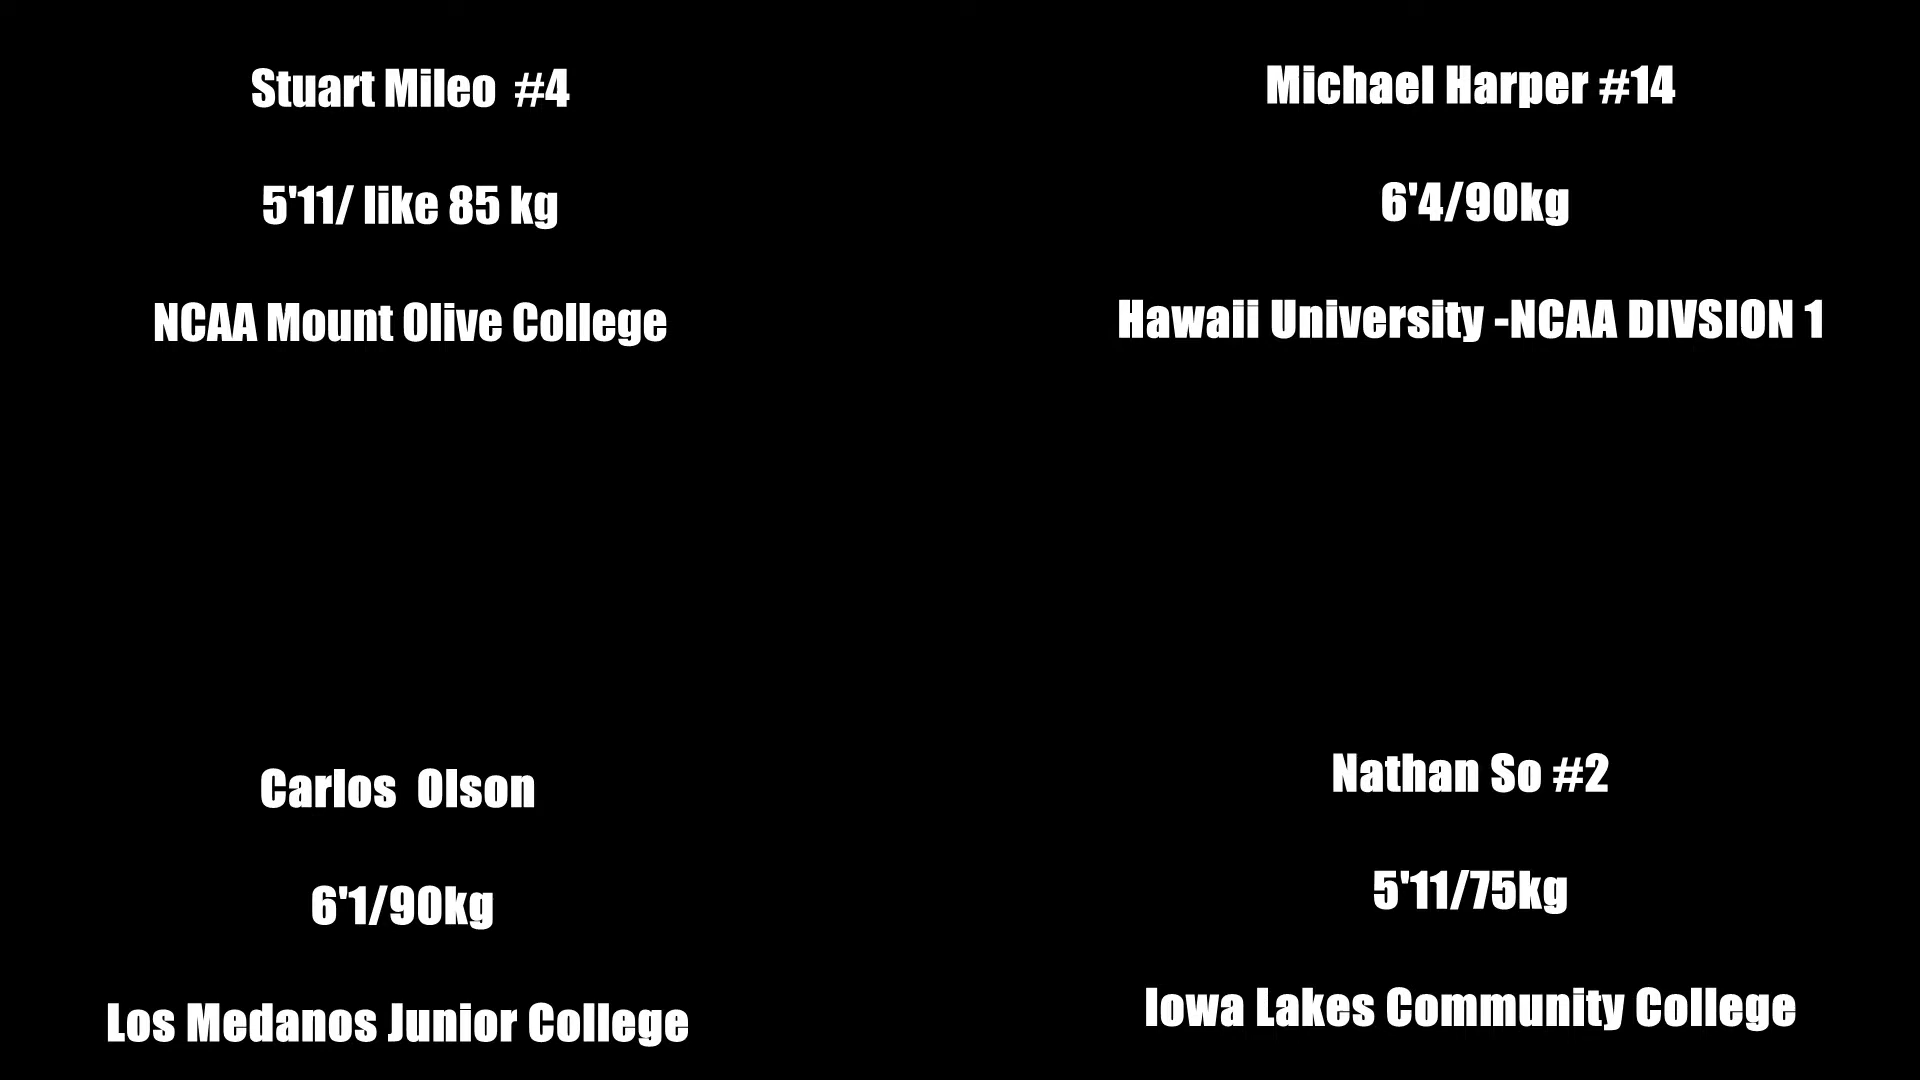 Stuart Mileo  #4
5'11/ like 85 kg
NCAA Mount Olive College
Michael Harper #14
6'4/90kg
Hawaii University -NCAA DIVSION 1
Carlos  Olson
6'1/90kg
Los Medanos Junior College
Nathan So #2
5'11/75kg
Iowa Lakes Community College